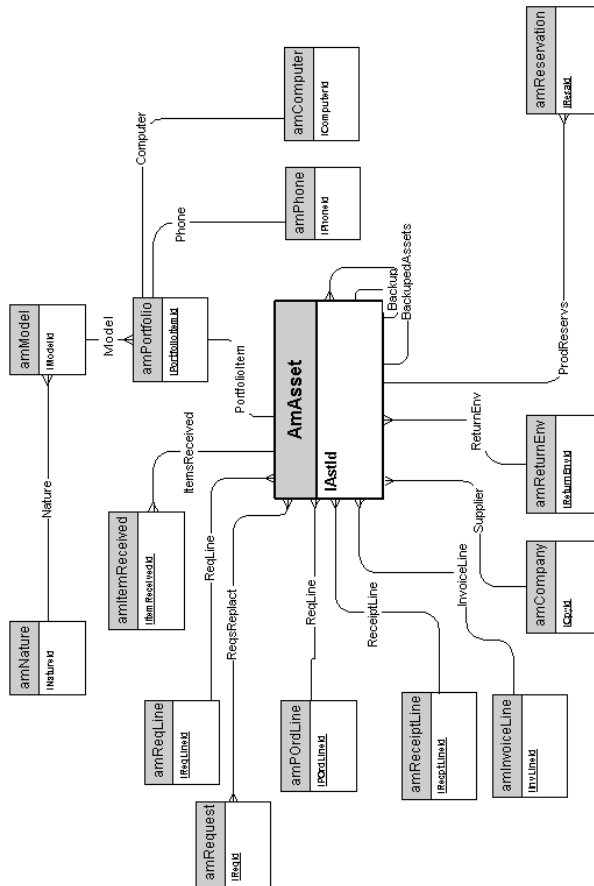 amNature
lNatureId
Nature
amModel
lModelId
Model
amItemReceived
lItemReceivedId
amPortfolio
lPortfolioItemId
Computer
amReqLine
lReqLineId
Phone
ItemsReceived
amRequest
lReqId
ReqLine
ReqsReplact
PortfolioItem
amPhone
lPhoneId
amComputer
lComputerId
amPOrdLine
lPOrdLineId
ReqLine
AmAsset
lAstId
ReceiptLine
Backup
BackupedAssets
amReceiptLine
lRecptLineId
InvoiceLine
Supplier
ReturnEnv
amInvoiceLine
lInvLineId
amCompany
lCpyId
amReturnEnv
lReturnEnvId
ProdReservs
amReservation
lResaId